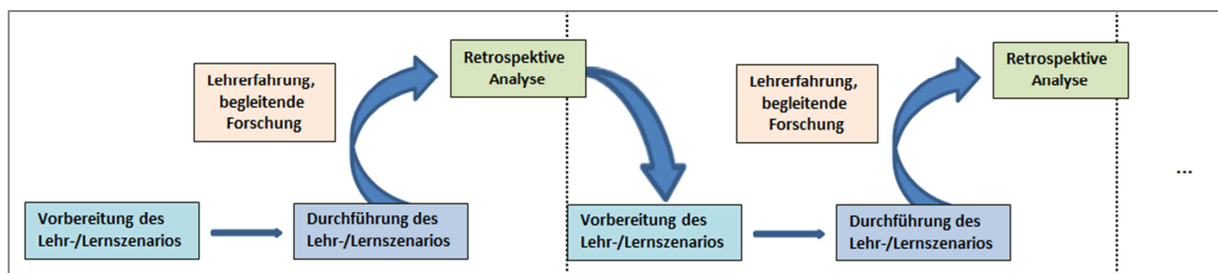 Retrospektive
Analyse
Lehrerfahrung,
begleitende
Forschung
Vorbereitung des
Lehr-/Lernszenarios
Durchführung des
Lehr-/Lernszenarios
Retrospektive
Analyse
Lehrerfahrung,
begleitende
Forschung
Vorbereitung des
Lehr-/Lernszenarios
Durchführung des
Lehr-/Lernszenarios
...